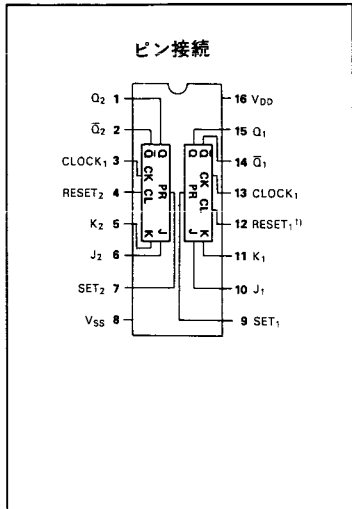 ピン接続
Q2 1
Q̅2 2
CLOCK1 3
RESET2 4
K2 5
J2 6
SET2 7
VSS 8
16 VDD
15 Q1
14 Q̅1
13 CLOCK1
12 RESET1 1)
11 K1
10 J1
9 SET1
Q̅ Q
CK
CL PR
K J
Q Q̅
CK
PR CL
J K